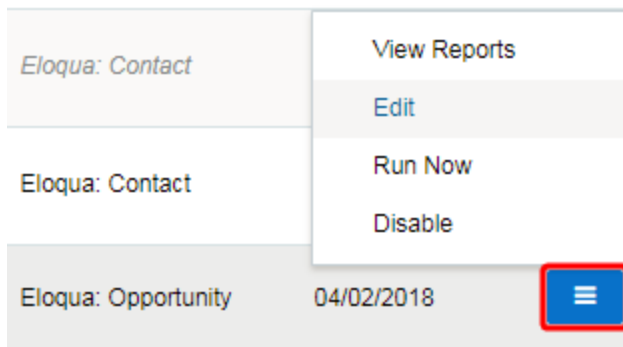 Eloqua: Contact
View Reports
Edit
Run Now
Eloqua: Contact
Disable
Eloqua: Opportunity 04/02/2018